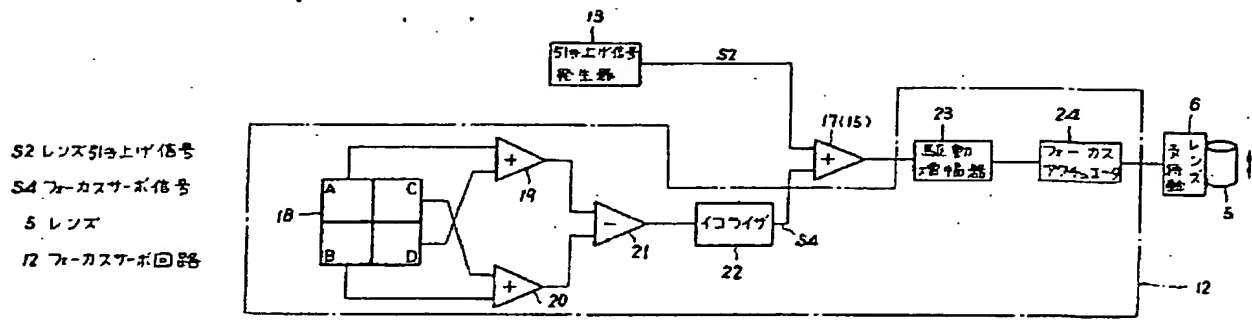 13
引き上げ信号
発生器
S2
6
17(15)
23
24
S2 レンズ引き上げ信号
S4 フォーカスサーボ信号
5 レンズ
12 フォーカスサーボ回路
A
C
B
D
18
+
19
+
20
-
21
イコライザ
22
S4
+
駆動
増幅器
フォーカス
アクチュエータ
レンズ
支持軸
5
12